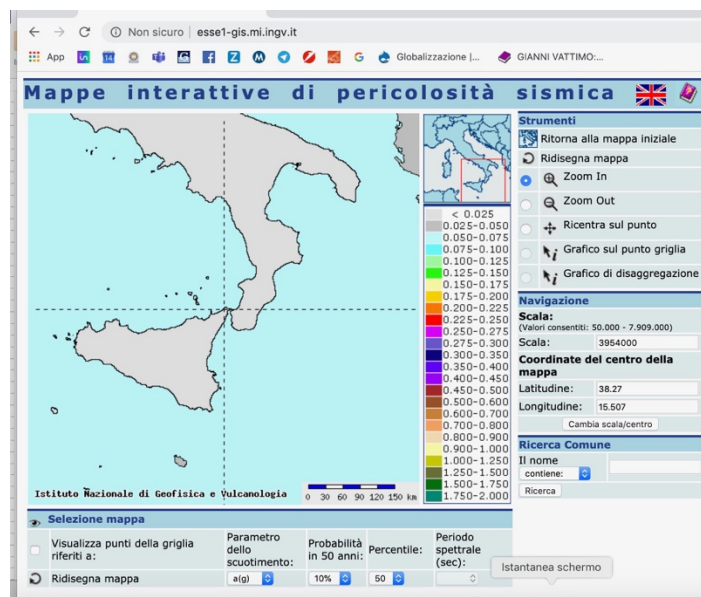 Non sicuro | esse1-gis.mi.ingv.it
App 14 Globalizzazione |... GIANNI VATTIMO:...
Mappe interattive di pericolosità sismica
Strumenti
Ritorna alla mappa iniziale
Ridisegna mappa
Zoom In
Zoom Out
Ricentra sul punto
Grafico sul punto griglia
Grafico di disaggregazione
< 0.025
0.025-0.050
0.050-0.075
0.075-0.100
0.100-0.125
0.125-0.150
0.150-0.175
0.175-0.200
0.200-0.225
0.225-0.250
0.250-0.275
0.275-0.300
0.300-0.350
0.350-0.400
0.400-0.450
0.450-0.500
0.500-0.600
0.600-0.700
0.700-0.800
0.800-0.900
0.900-1.000
1.000-1.250
1.250-1.500
1.500-1.750
1.750-2.000
Navigazione
Scala:
(Valori consentiti: 50.000 - 7.909.000)
Scala: 3954000
Coordinate del centro della
mappa
Latitudine: 38.27
Longitudine: 15.507
Cambia scala/centro
Ricerca Comune
Il nome
contiene:
Ricerca
Istituto Nazionale di Geofisica e Vulcanologia
0 30 60 90 120 150 km
Selezione mappa
Visualizza punti della griglia
riferiti a:
Parametro
dello
scuotimento:
Probabilità
in 50 anni:
Percentile:
Periodo
spettrale
(sec):
Ridisegna mappa a(g) 10% 50
Istantanea schermo